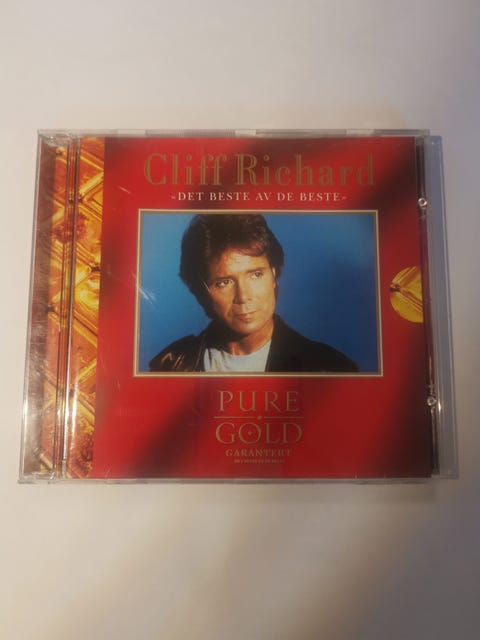 Cliff Richard
«DET BESTE AV DE BESTE»
PURE
GOLD
GARANTERT